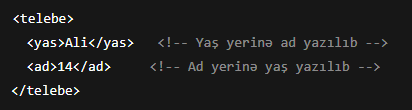 <telebe>
  <yas>Ali</yas>   <!-- Yaş yerinə ad yazılıb -->
  <ad>14</ad>     <!-- Ad yerinə yaş yazılıb -->
</telebe>